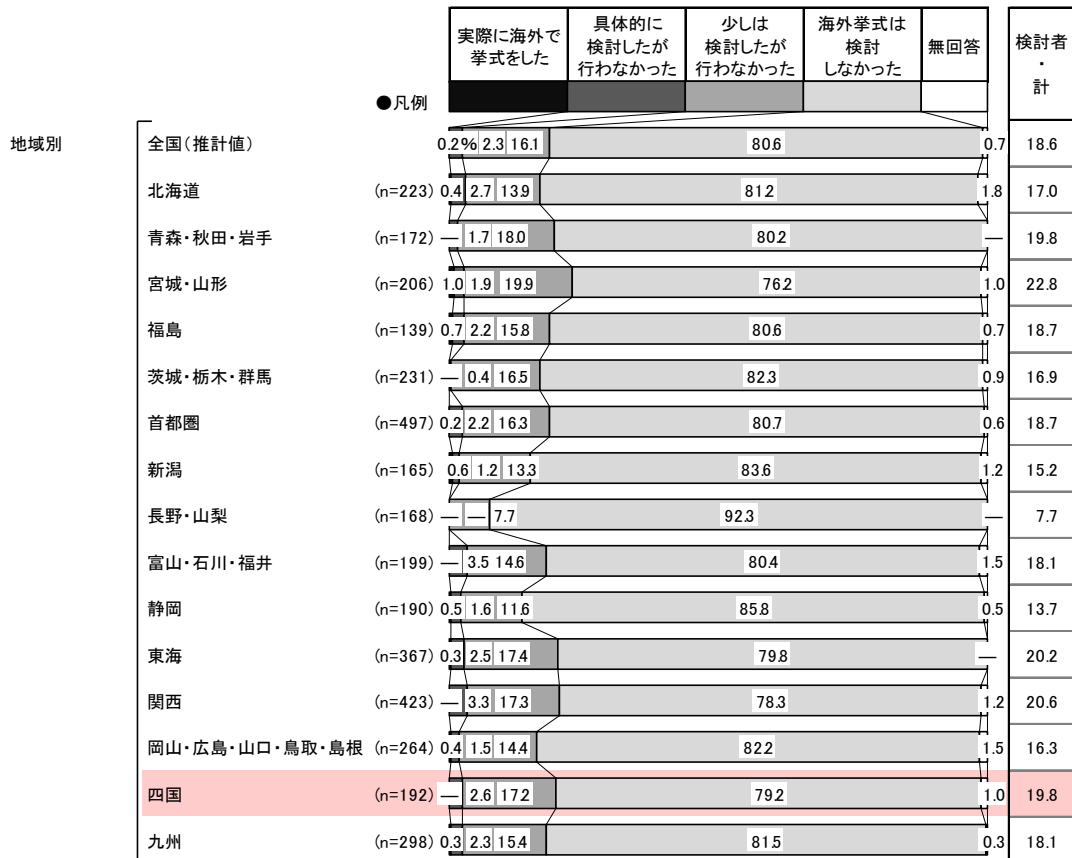 実際に海外で
挙式をした
具体的に
検討したが
行わなかった
少しは
検討したが
行わなかった
海外挙式は
検討
しなかった
無回答
検討者
・
計
●凡例
地域別
全国(推計値) 0.2% 2.3 16.1 80.6 0.7 18.6
北海道 (n=223) 0.4 2.7 13.9 81.2 1.8 17.0
青森・秋田・岩手 (n=172) — 1.7 18.0 80.2 — 19.8
宮城・山形 (n=206) 1.0 1.9 19.9 76.2 1.0 22.8
福島 (n=139) 0.7 2.2 15.8 80.6 0.7 18.7
茨城・栃木・群馬 (n=231) — 0.4 16.5 82.3 0.9 16.9
首都圏 (n=497) 0.2 2.2 16.3 80.7 0.6 18.7
新潟 (n=165) 0.6 1.2 13.3 83.6 1.2 15.2
長野・山梨 (n=168) — — 7.7 92.3 — 7.7
富山・石川・福井 (n=199) — 3.5 14.6 80.4 1.5 18.1
静岡 (n=190) 0.5 1.6 11.6 85.8 0.5 13.7
東海 (n=367) 0.3 2.5 17.4 79.8 — 20.2
関西 (n=423) — 3.3 17.3 78.3 1.2 20.6
岡山・広島・山口・鳥取・島根 (n=264) 0.4 1.5 14.4 82.2 1.5 16.3
四国 (n=192) — 2.6 17.2 79.2 1.0 19.8
九州 (n=298) 0.3 2.3 15.4 81.5 0.3 18.1